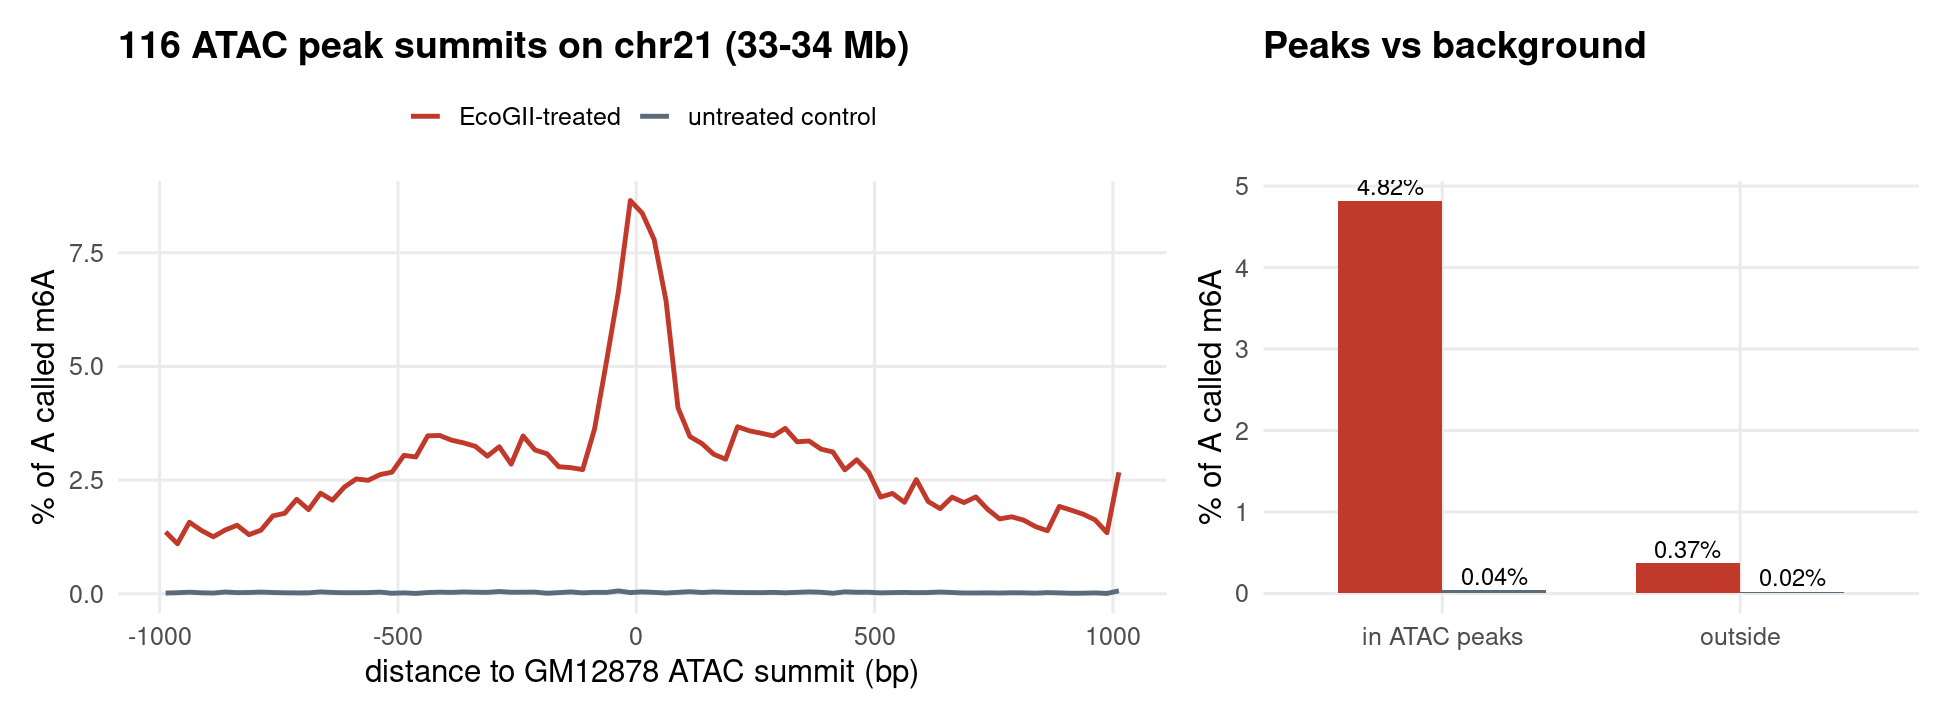 116 ATAC peak summits on chr21 (33-34 Mb)
EcoGII-treated
untreated control
% of A called m6A
7.5
5.0
2.5
0.0
-1000
-500
0
500
1000
distance to GM12878 ATAC summit (bp)
Peaks vs background
% of A called m6A
5
4
3
2
1
0
4.82%
0.04%
0.37%
0.02%
in ATAC peaks
outside